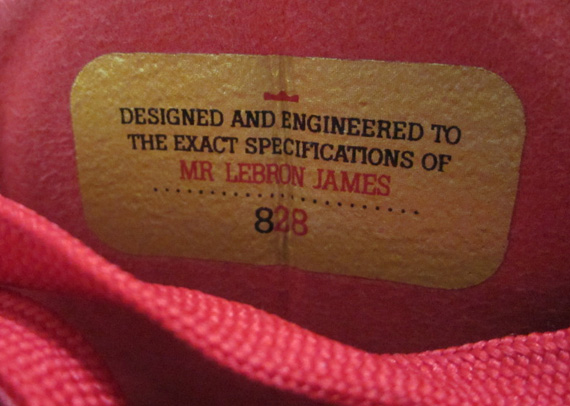 DESIGNED AND ENGINEERED TO
THE EXACT SPECIFICATIONS OF
MR LEBRON JAMES
828